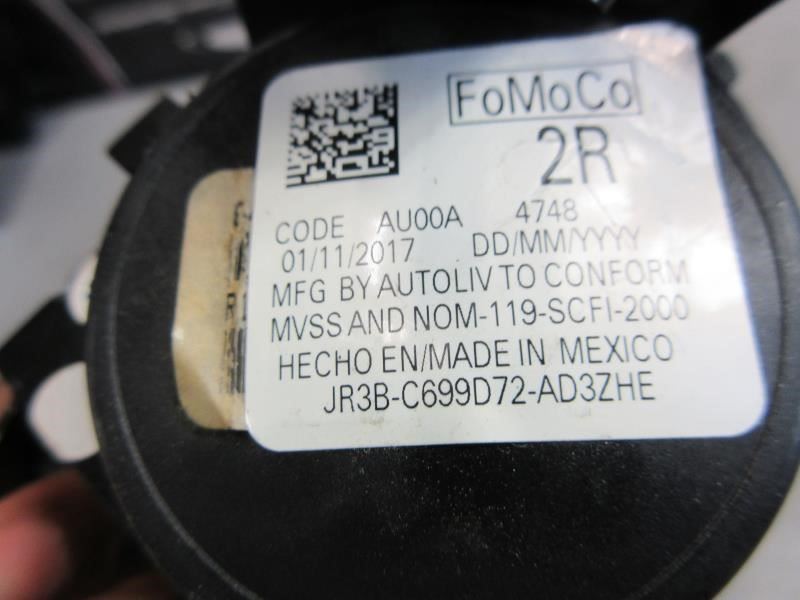 FoMoCo
2R
CODE AU00A 4748
01/11/2017 DD/MM/YYYY
MFG BY AUTOLIV TO CONFORM
MVSS AND NOM-119-SCFI-2000
HECHO EN/MADE IN MEXICO
JR3B-C699D72-AD3ZHE